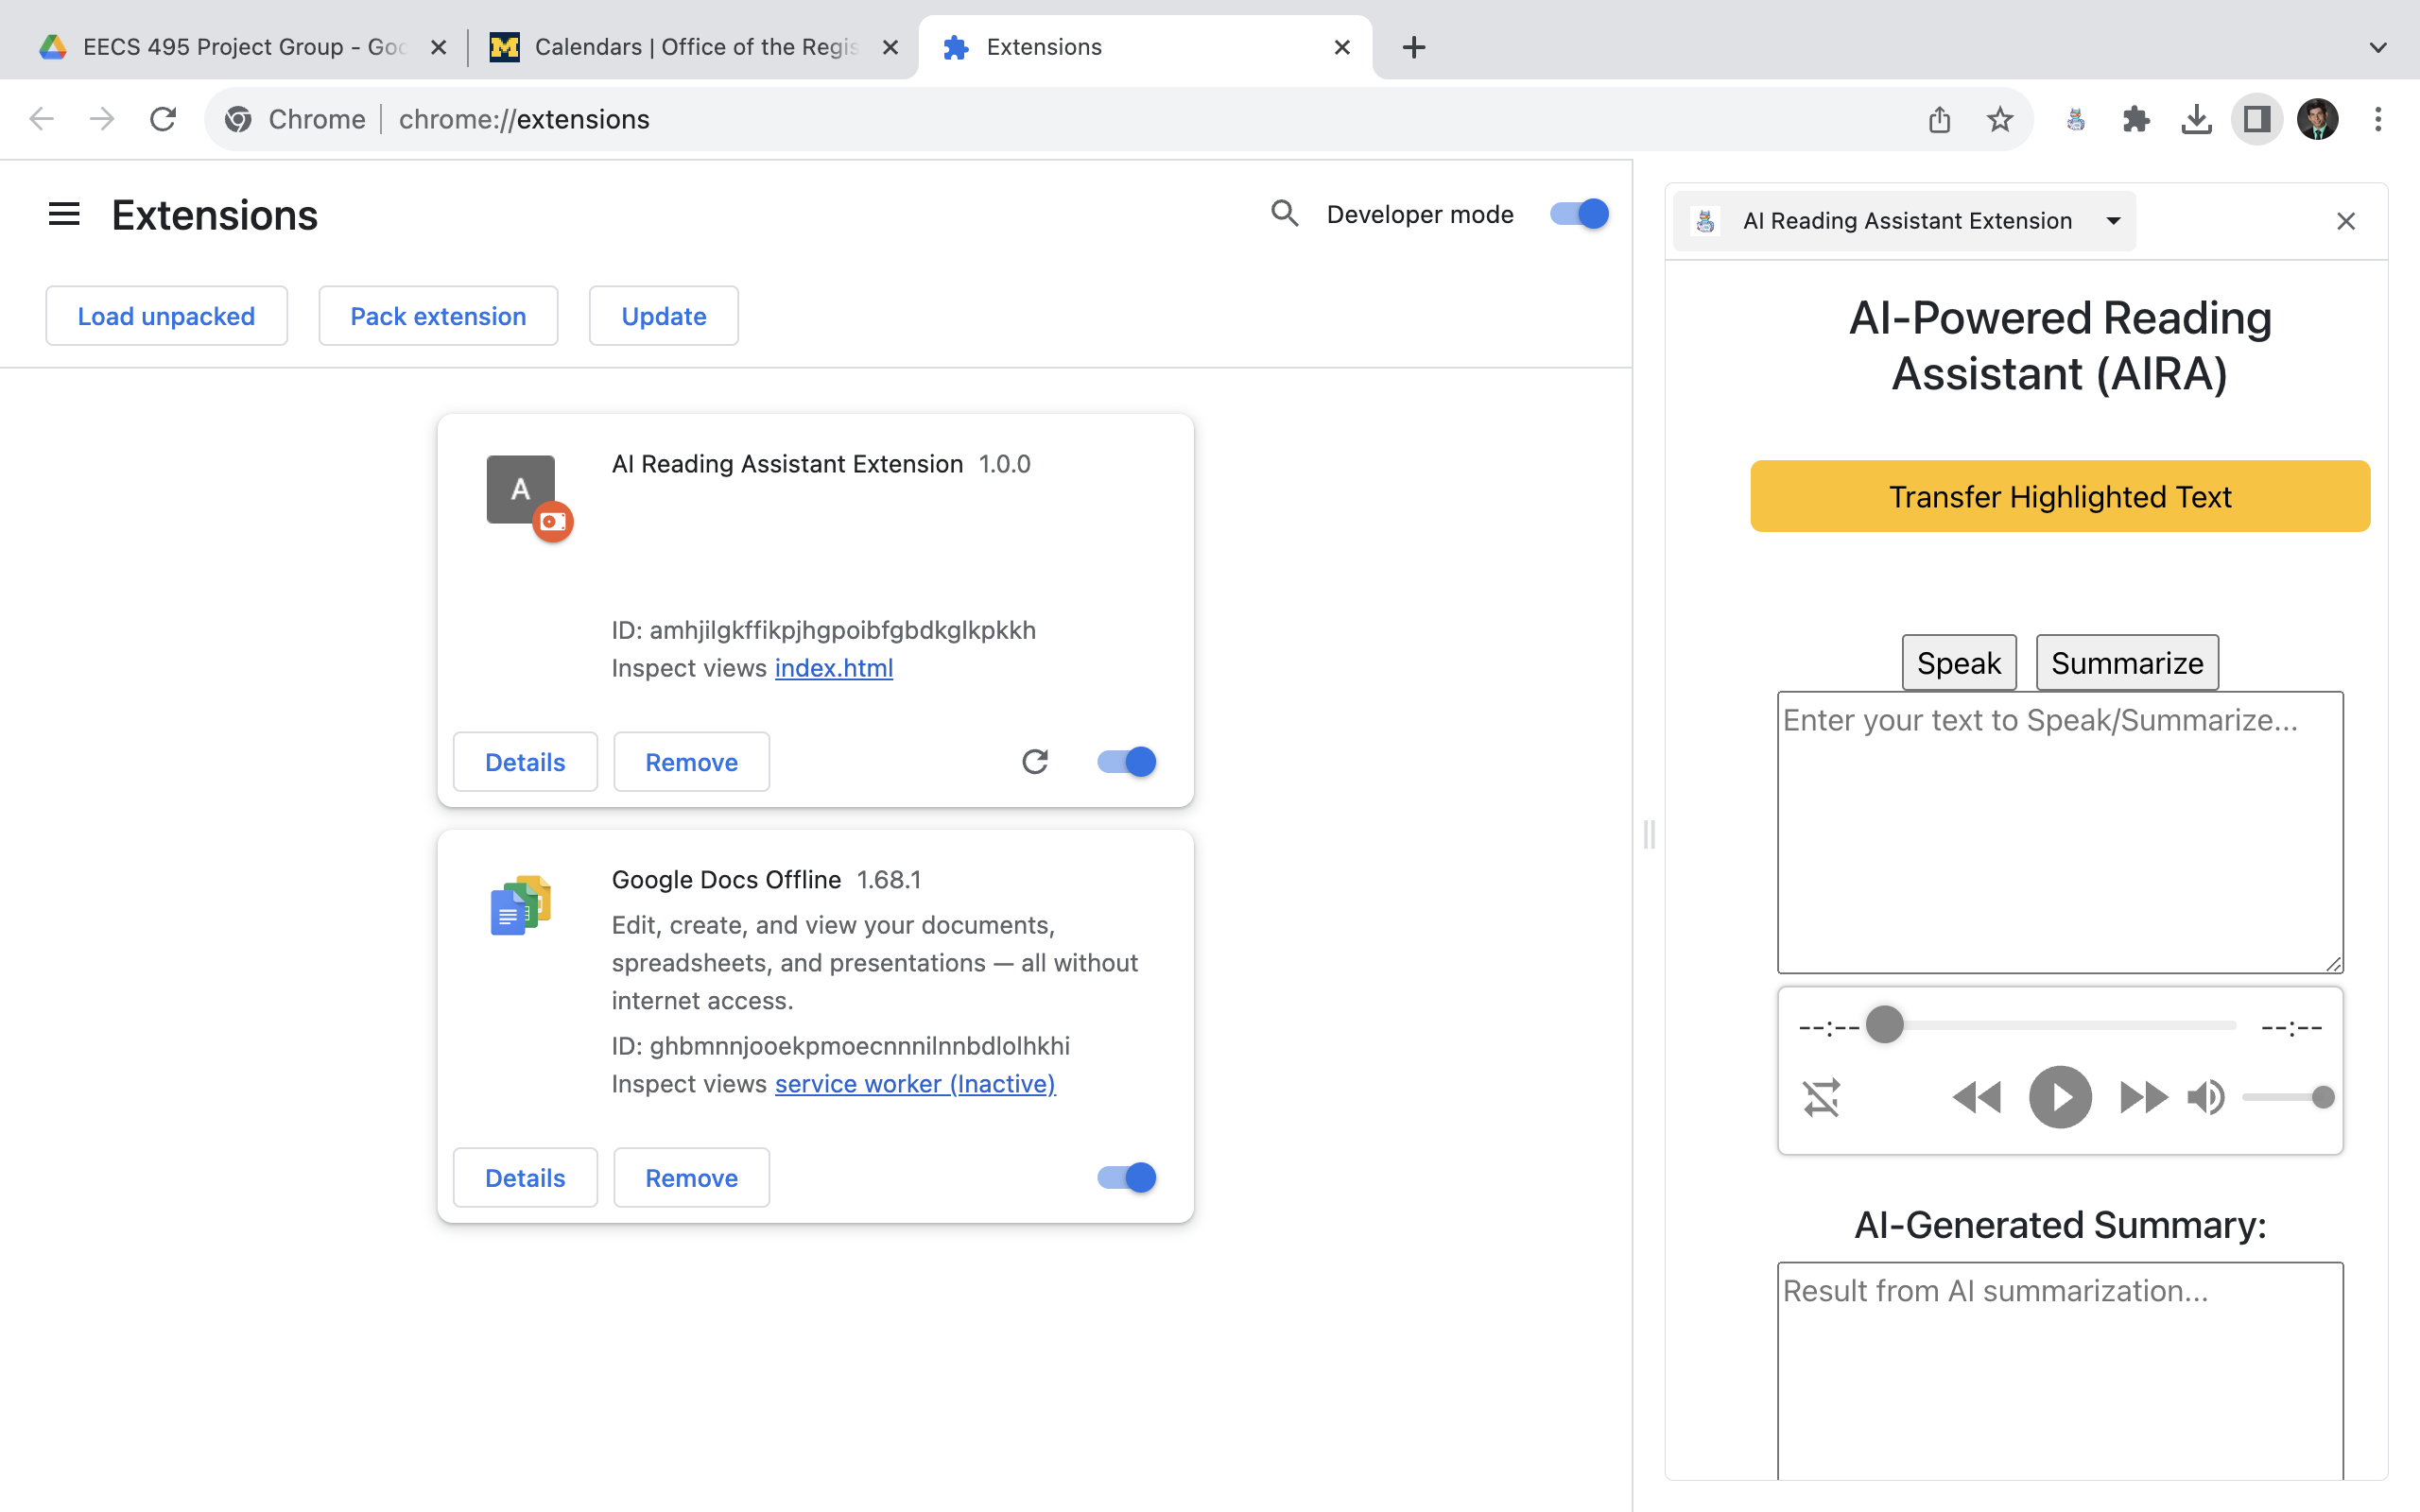 EECS 495 Project Group - Goo
Calendars | Office of the Regis
Extensions
Chrome
chrome://extensions
Extensions
Developer mode
Load unpacked
Pack extension
Update
A
AI Reading Assistant Extension 1.0.0
ID: amhjilgkffikpjhgpoibfgbdkglkpkkh
Inspect views index.html
Details
Remove
Google Docs Offline 1.68.1
Edit, create, and view your documents,
spreadsheets, and presentations — all without
internet access.
ID: ghbmnnjooekpmoecnnnilnnbdlolhkhi
Inspect views service worker (Inactive)
Details
Remove
AI Reading Assistant Extension
AI-Powered Reading
Assistant (AIRA)
Transfer Highlighted Text
Speak
Summarize
Enter your text to Speak/Summarize...
--:--
--:--
AI-Generated Summary:
Result from AI summarization...